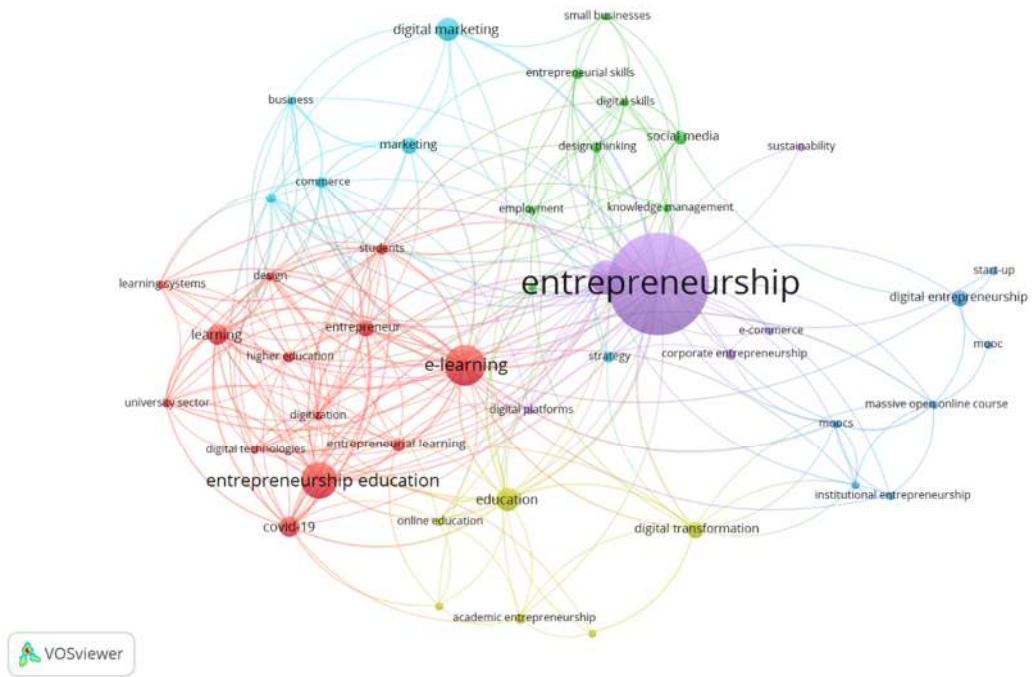 small businesses
digital marketing
entrepreneurial skills
business
digital skills
social media
marketing
design thinking
sustainability
commerce
employment
knowledge management
students
start-up
learning systems
design
entrepreneurship
digital entrepreneurship
learning
entrepreneur
e-commerce
mooc
higher education
e-learning
strategy
corporate entrepreneurship
university sector
digitization
digital platforms
massive open online course
moocs
digital technologies
entrepreneurial learning
entrepreneurship education
education
institutional entrepreneurship
covid-19
online education
digital transformation
academic entrepreneurship
VOSviewer